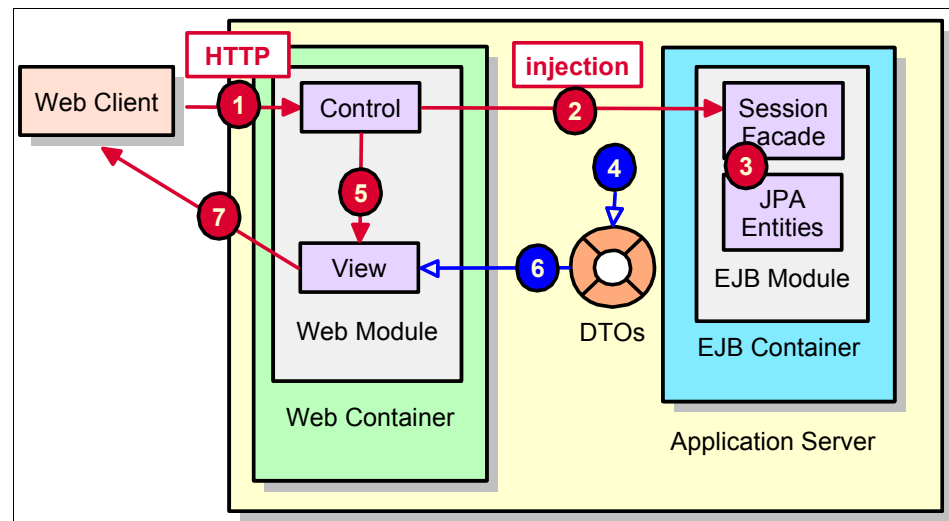 HTTP
injection
Web Client
1
Control
2
Session
Facade
3
4
JPA
Entities
5
7
View
6
EJB Module
Web Module
DTOs
EJB Container
Web Container
Application Server